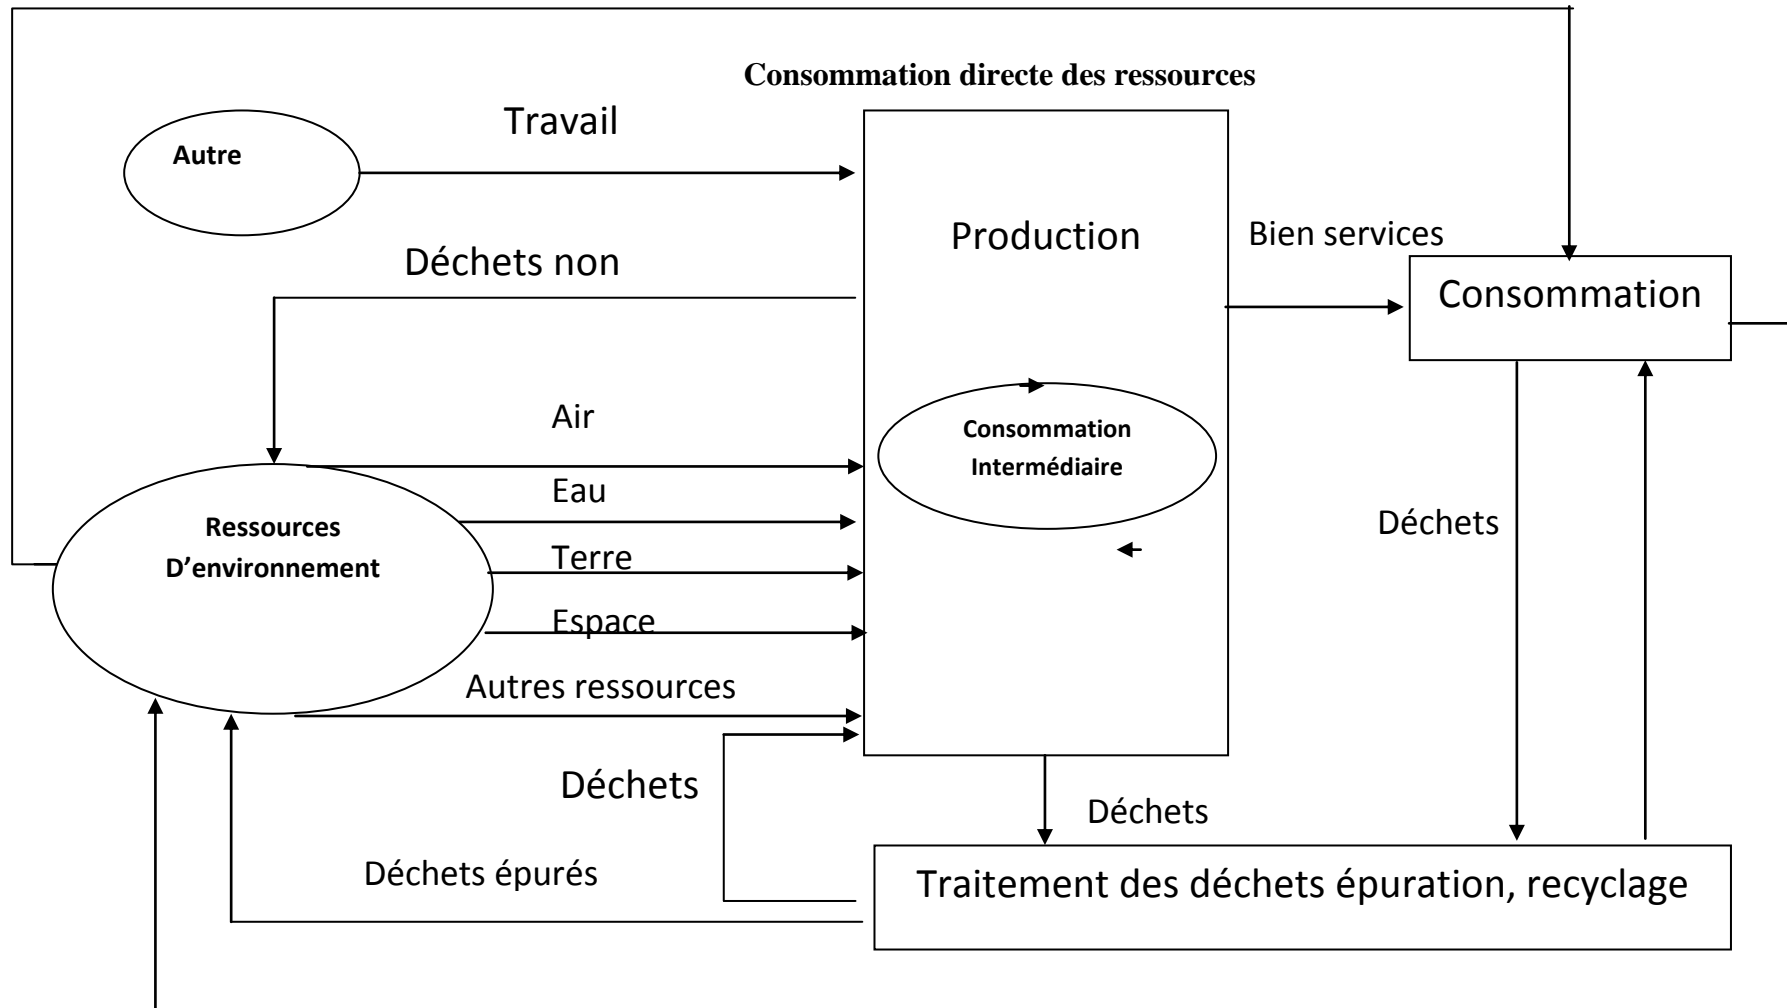 Consommation directe des ressources
Travail
Autre
Production
Bien services
Déchets non
Consommation
Air
Consommation
Intermédiaire
Eau
Ressources
D'environnement
Déchets
Terre
Espace
Autres ressources
Déchets
Déchets
Déchets épurés
Traitement des déchets épuration, recyclage